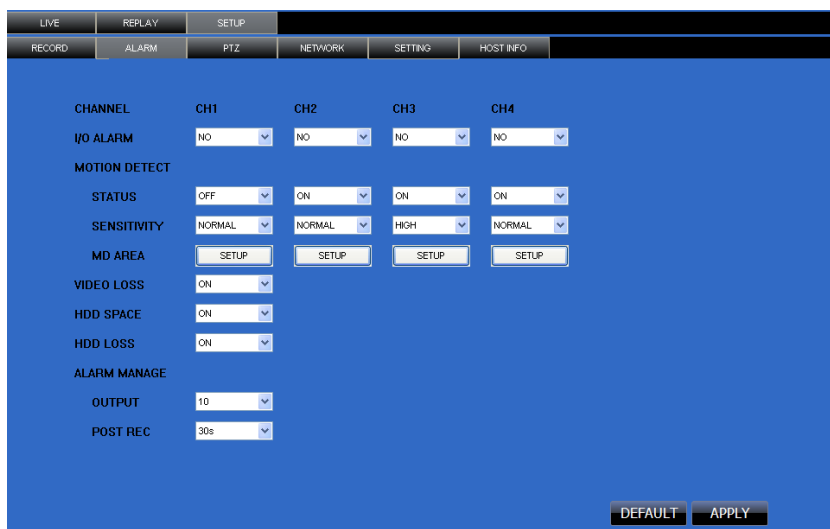 LIVE REPLAY SETUP
RECORD ALARM PTZ NETWORK SETTING HOST INFO
CHANNEL CH1 CH2 CH3 CH4
I/O ALARM NO NO NO NO
MOTION DETECT
STATUS OFF ON ON ON
SENSITIVITY NORMAL NORMAL HIGH NORMAL
MD AREA SETUP SETUP SETUP SETUP
VIDEO LOSS ON
HDD SPACE ON
HDD LOSS ON
ALARM MANAGE
OUTPUT 10
POST REC 30s
DEFAULT APPLY